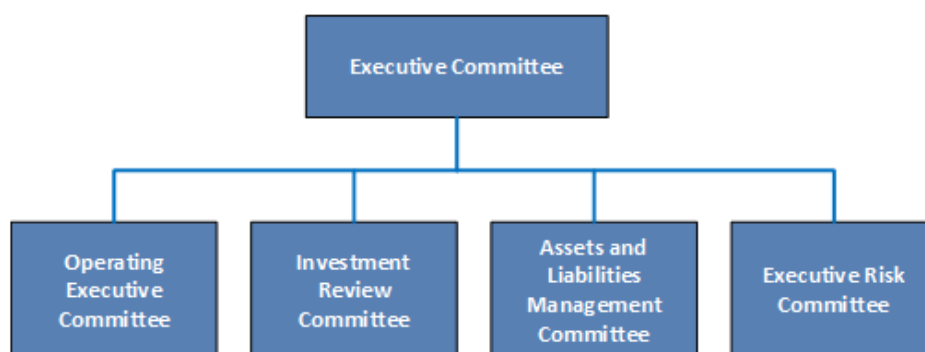 Executive Committee
Operating
Executive
Committee
Investment
Review
Committee
Assets and
Liabilities
Management
Committee
Executive Risk
Committee